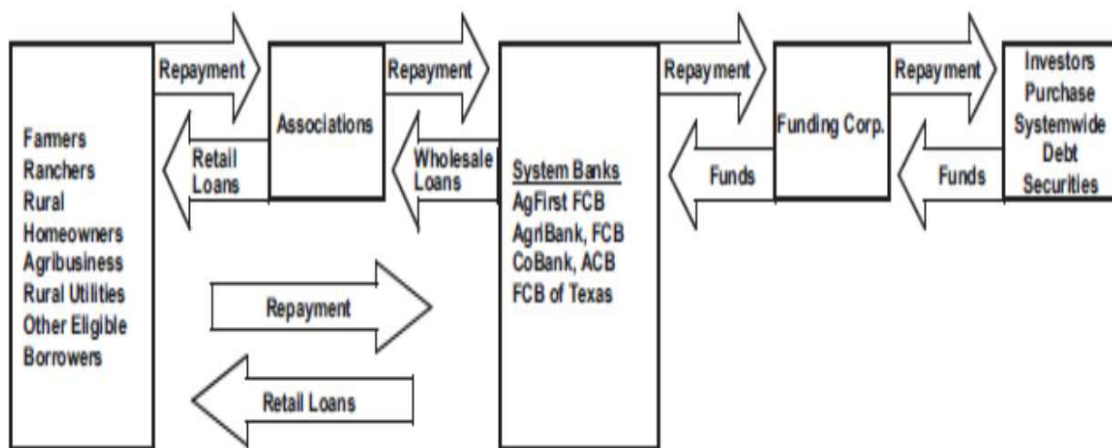 Farmers
Ranchers
Rural
Homeowners
Agribusiness
Rural Utilities
Other Eligible
Borrowers
Repayment
Retail
Loans
Associations
Repayment
Wholesale
Loans
Repayment
Retail Loans
System Banks
AgFirst FCB
AgriBank, FCB
CoBank, ACB
FCB of Texas
Repayment
Funds
Funding Corp.
Repayment
Funds
Investors
Purchase
Systemwide
Debt
Securities